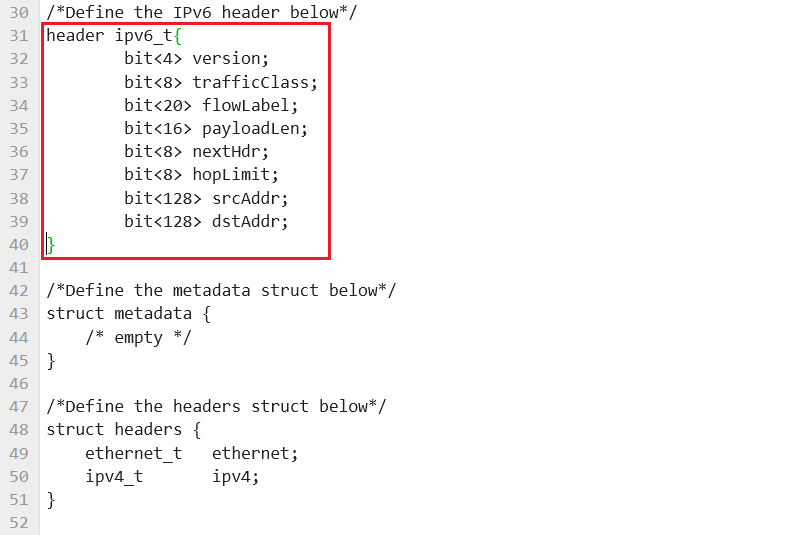 30 /*Define the IPv6 header below*/
31 header ipv6_t{
32         bit<4> version;
33         bit<8> trafficClass;
34         bit<20> flowLabel;
35         bit<16> payloadLen;
36         bit<8> nextHdr;
37         bit<8> hopLimit;
38         bit<128> srcAddr;
39         bit<128> dstAddr;
40 }
41
42 /*Define the metadata struct below*/
43 struct metadata {
44     /* empty */
45 }
46
47 /*Define the headers struct below*/
48 struct headers {
49     ethernet_t   ethernet;
50     ipv4_t       ipv4;
51 }
52